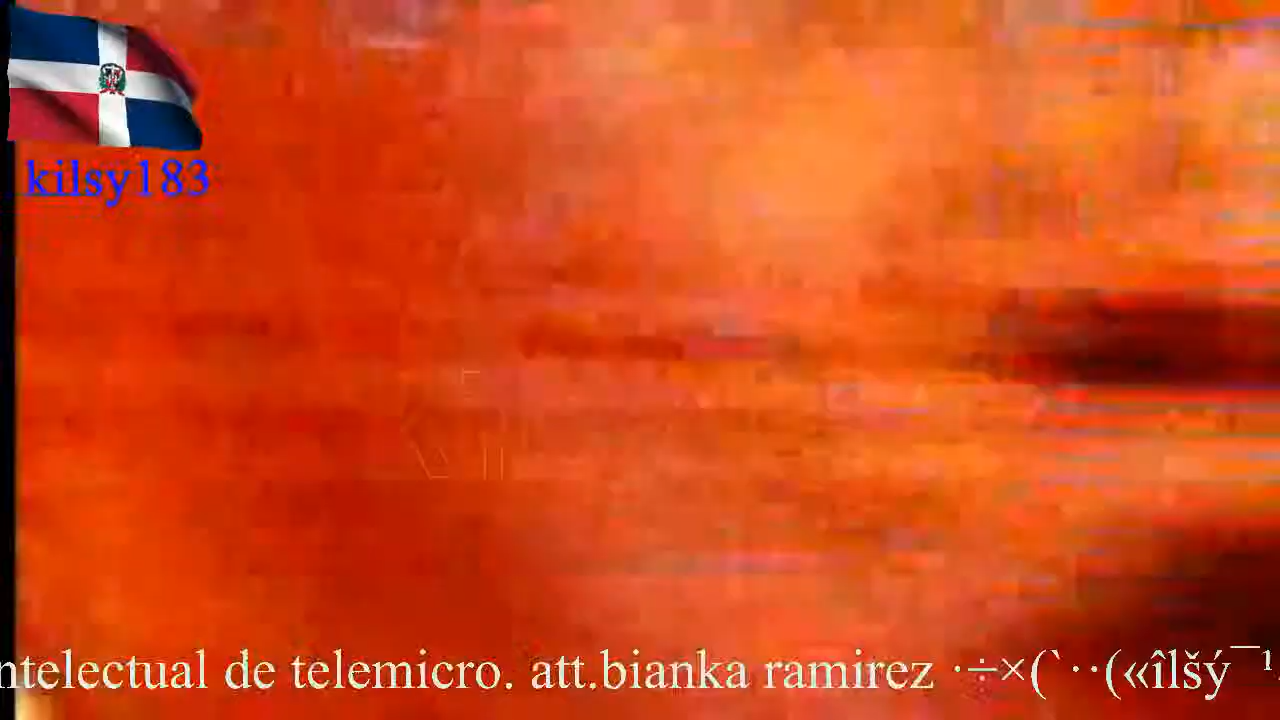 kilsy183
ntelectual de telemicro. att.bianka ramirez ·÷×(`··(«îlšý¯¹